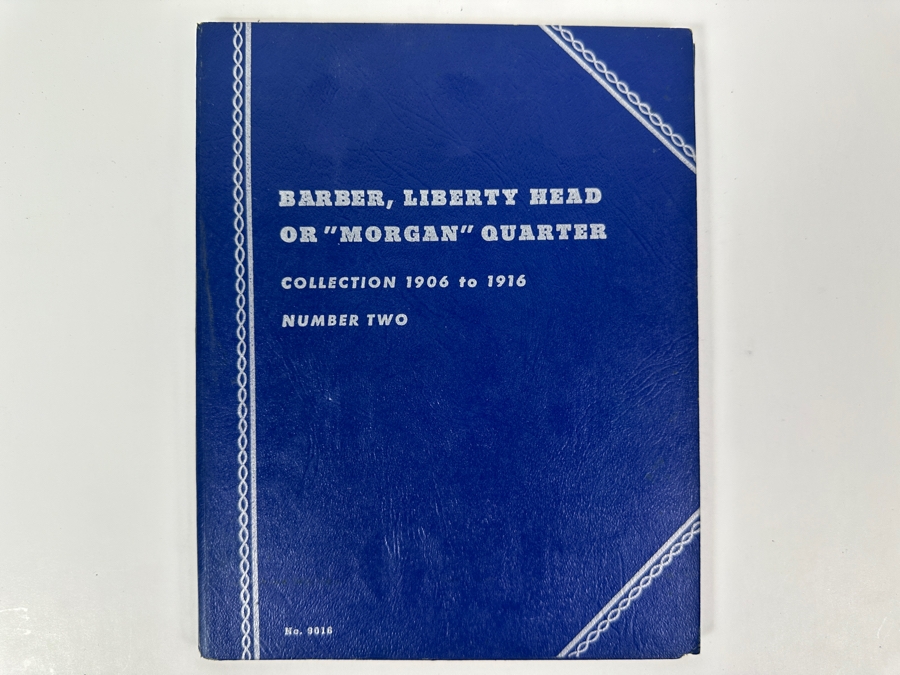 BARBER, LIBERTY HEAD
OR "MORGAN" QUARTER
COLLECTION 1906 to 1916
NUMBER TWO
No. 9016